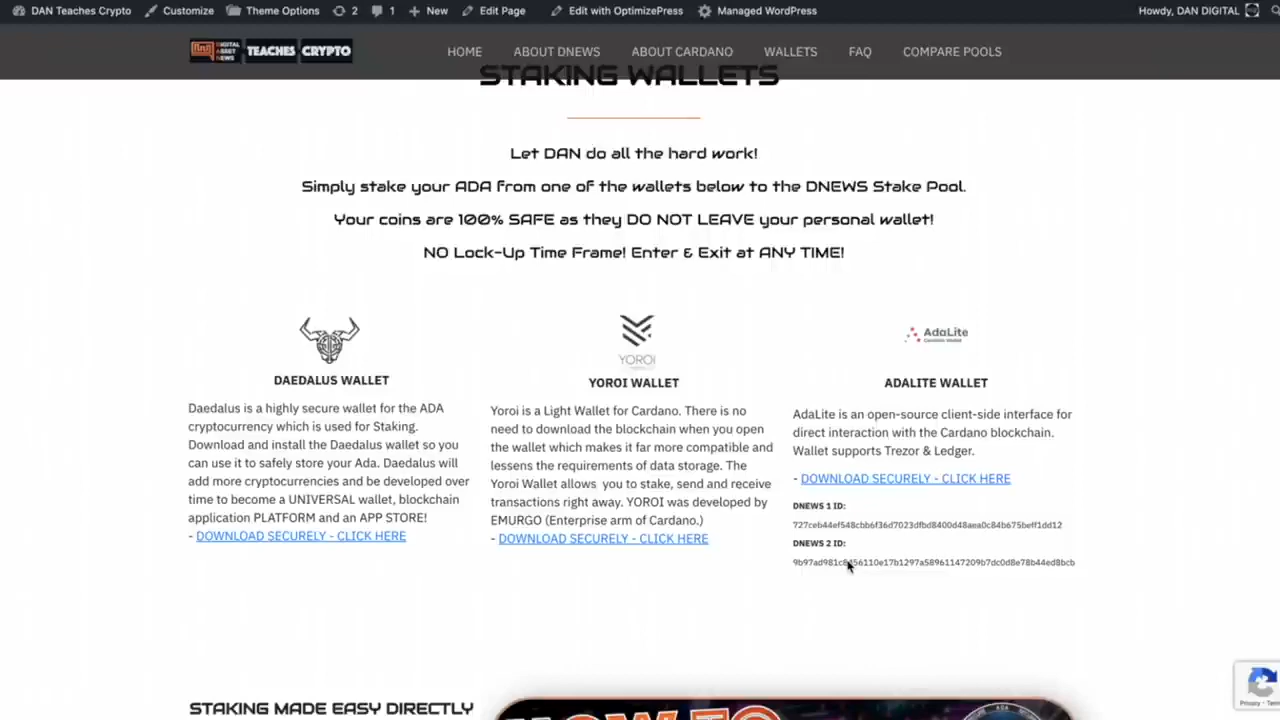 DAN Teaches Crypto Customize Theme Options 2 1 New Edit Page Edit with OptimizePress Managed WordPress Howdy, DAN DIGITAL
DIGITAL ASSET NEWS TEACHES CRYPTO HOME ABOUT DNEWS ABOUT CARDANO WALLETS FAQ COMPARE POOLS
STAKING WALLETS
Let DAN do all the hard work!
Simply stake your ADA from one of the wallets below to the DNEWS Stake Pool.
Your coins are 100% SAFE as they DO NOT LEAVE your personal wallet!
NO Lock-Up Time Frame! Enter & Exit at ANY TIME!
DAEDALUS WALLET
Daedalus is a highly secure wallet for the ADA
cryptocurrency which is used for Staking.
Download and install the Daedalus wallet so you
can use it to safely store your Ada. Daedalus will
add more cryptocurrencies and be developed over
time to become a UNIVERSAL wallet, blockchain
application PLATFORM and an APP STORE!
- DOWNLOAD SECURELY - CLICK HERE
YOROI
YOROI WALLET
Yoroi is a Light Wallet for Cardano. There is no
need to download the blockchain when you open
the wallet which makes it far more compatible and
lessens the requirements of data storage. The
Yoroi Wallet allows you to stake, send and receive
transactions right away. YOROI was developed by
EMURGO (Enterprise arm of Cardano.)
- DOWNLOAD SECURELY - CLICK HERE
AdaLite
ADALITE WALLET
AdaLite is an open-source client-side interface for
direct interaction with the Cardano blockchain.
Wallet supports Trezor & Ledger.
- DOWNLOAD SECURELY - CLICK HERE
DNEWS 1 ID:
727ceb44ef548cbb6f36d7023dfbd8400d48aea0c84b675beff1dd12
DNEWS 2 ID:
STAKING MADE EASY DIRECTLY
HOW TO
ADA
Privacy - Term